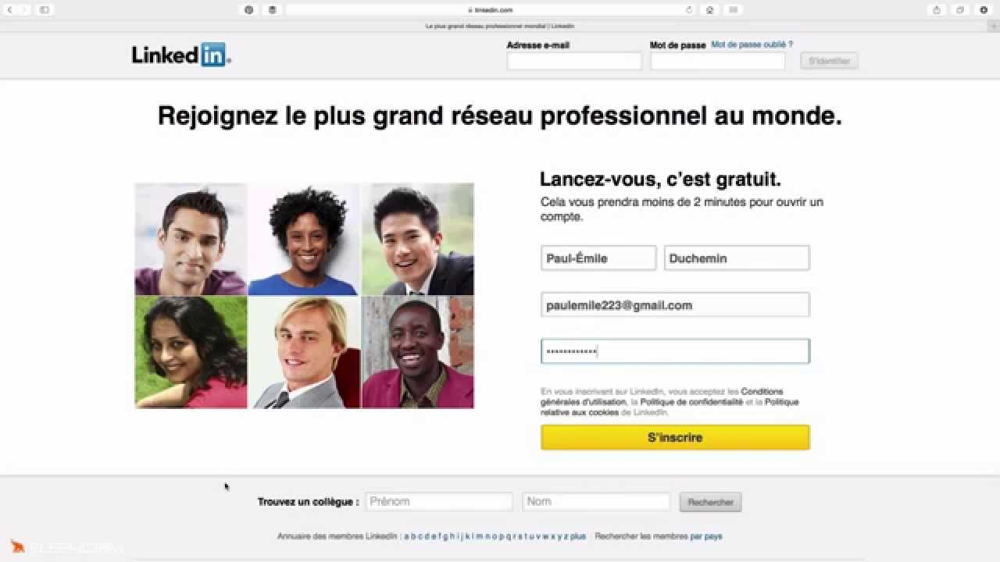 linkedin.com
Le plus grand réseau professionnel mondial | LinkedIn
Adresse e-mail
Mot de passe Mot de passe oublié ?
LinkedIn
S'identifier
Rejoignez le plus grand réseau professionnel au monde.
Lancez-vous, c'est gratuit.
Cela vous prendra moins de 2 minutes pour ouvrir un
compte.
Paul-Émile Duchemin
paulemile223@gmail.com
••••••••••••
En vous inscrivant sur LinkedIn, vous acceptez les Conditions
générales d'utilisation, la Politique de confidentialité et la Politique
relative aux cookies de LinkedIn.
S'inscrire
Trouvez un collègue : Prénom Nom Rechercher
Annuaire des membres LinkedIn : a b c d e f g h i j k l m n o p q r s t u v w x y z plus Rechercher les membres par pays